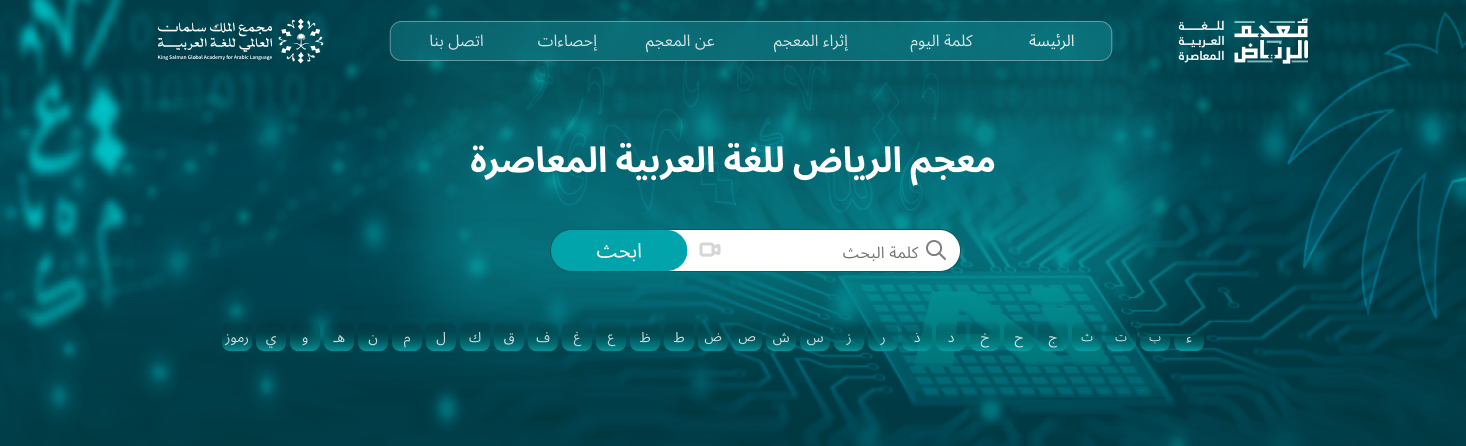 معجم الرياض
للغة
العربية
المعاصرة
الرئيسة
كلمة اليوم
إثراء المعجم
عن المعجم
إحصاءات
اتصل بنا
مجمع الملك سلمان
العالمي للغة العربية
King Salman Global Academy for Arabic Language
معجم الرياض للغة العربية المعاصرة
كلمة البحث
ابحث
ء ب ت ث ج ح خ د ذ ر ز س ش ص ض ط ظ ع غ ف ق ك ل م ن هـ و ي رموز
AI